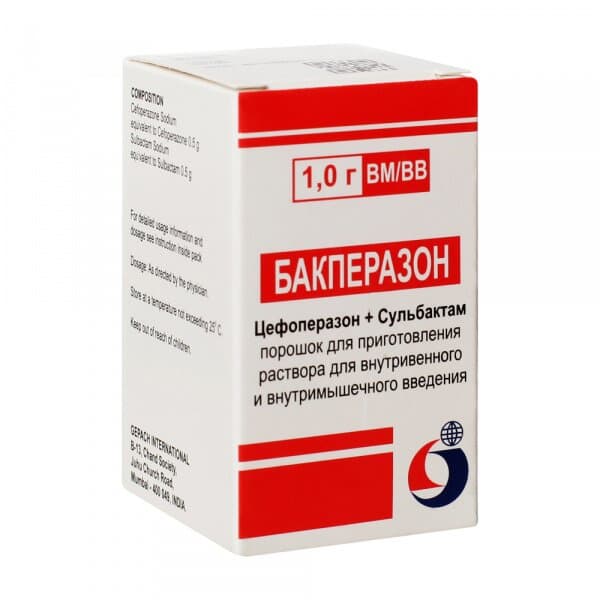 COMPOSITION
Cefoperazone Sodium
equivalent to Cefoperazone 0.5 g
Sulbactam Sodium
equivalent to Sulbactam 0.5 g
For detailed usage information and
dosage see instruction inside pack
Dosage: As directed by the physician.
Store at a temperature not exceeding 25° C.
Keep out of reach of children.
GEPACH INTERNATIONAL
B-13, Chand Society,
Juhu Church Road,
Mumbai - 400 049, INDIA.
1,0 г ВМ/ВВ
БАКПЕРАЗОН
Цефоперазон + Сульбактам
порошок для приготовления
раствора для внутривенного
и внутримышечного введения